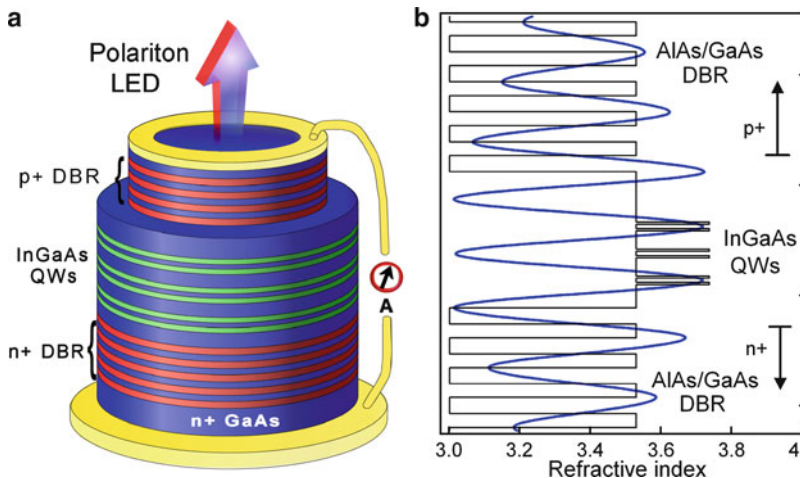 a
Polariton
LED
p+ DBR
InGaAs
QWs
n+ DBR
A
n+ GaAs
b
AlAs/GaAs
DBR
p+
InGaAs
QWs
n+
AlAs/GaAs
DBR
3.0 3.2 3.4 3.6 3.8 4
Refractive index